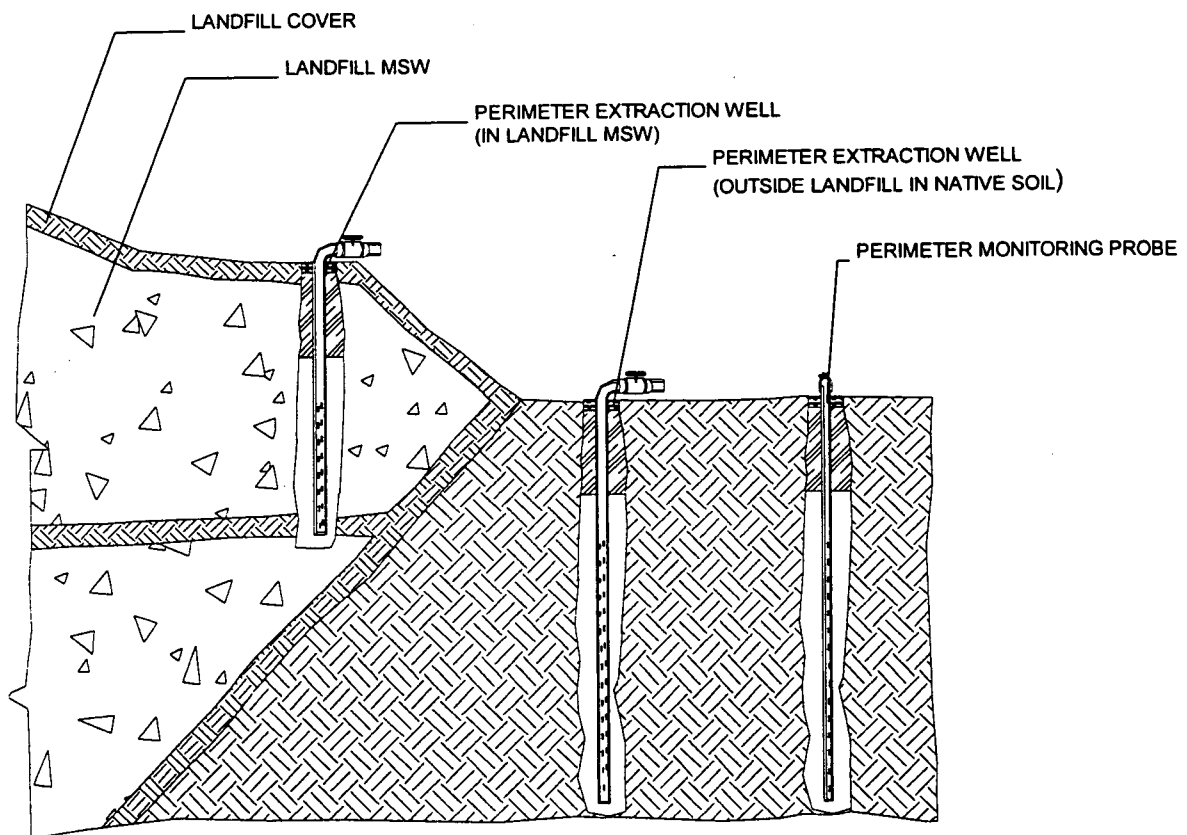 LANDFILL COVER
LANDFILL MSW
PERIMETER EXTRACTION WELL
(IN LANDFILL MSW)
PERIMETER EXTRACTION WELL
(OUTSIDE LANDFILL IN NATIVE SOIL)
PERIMETER MONITORING PROBE